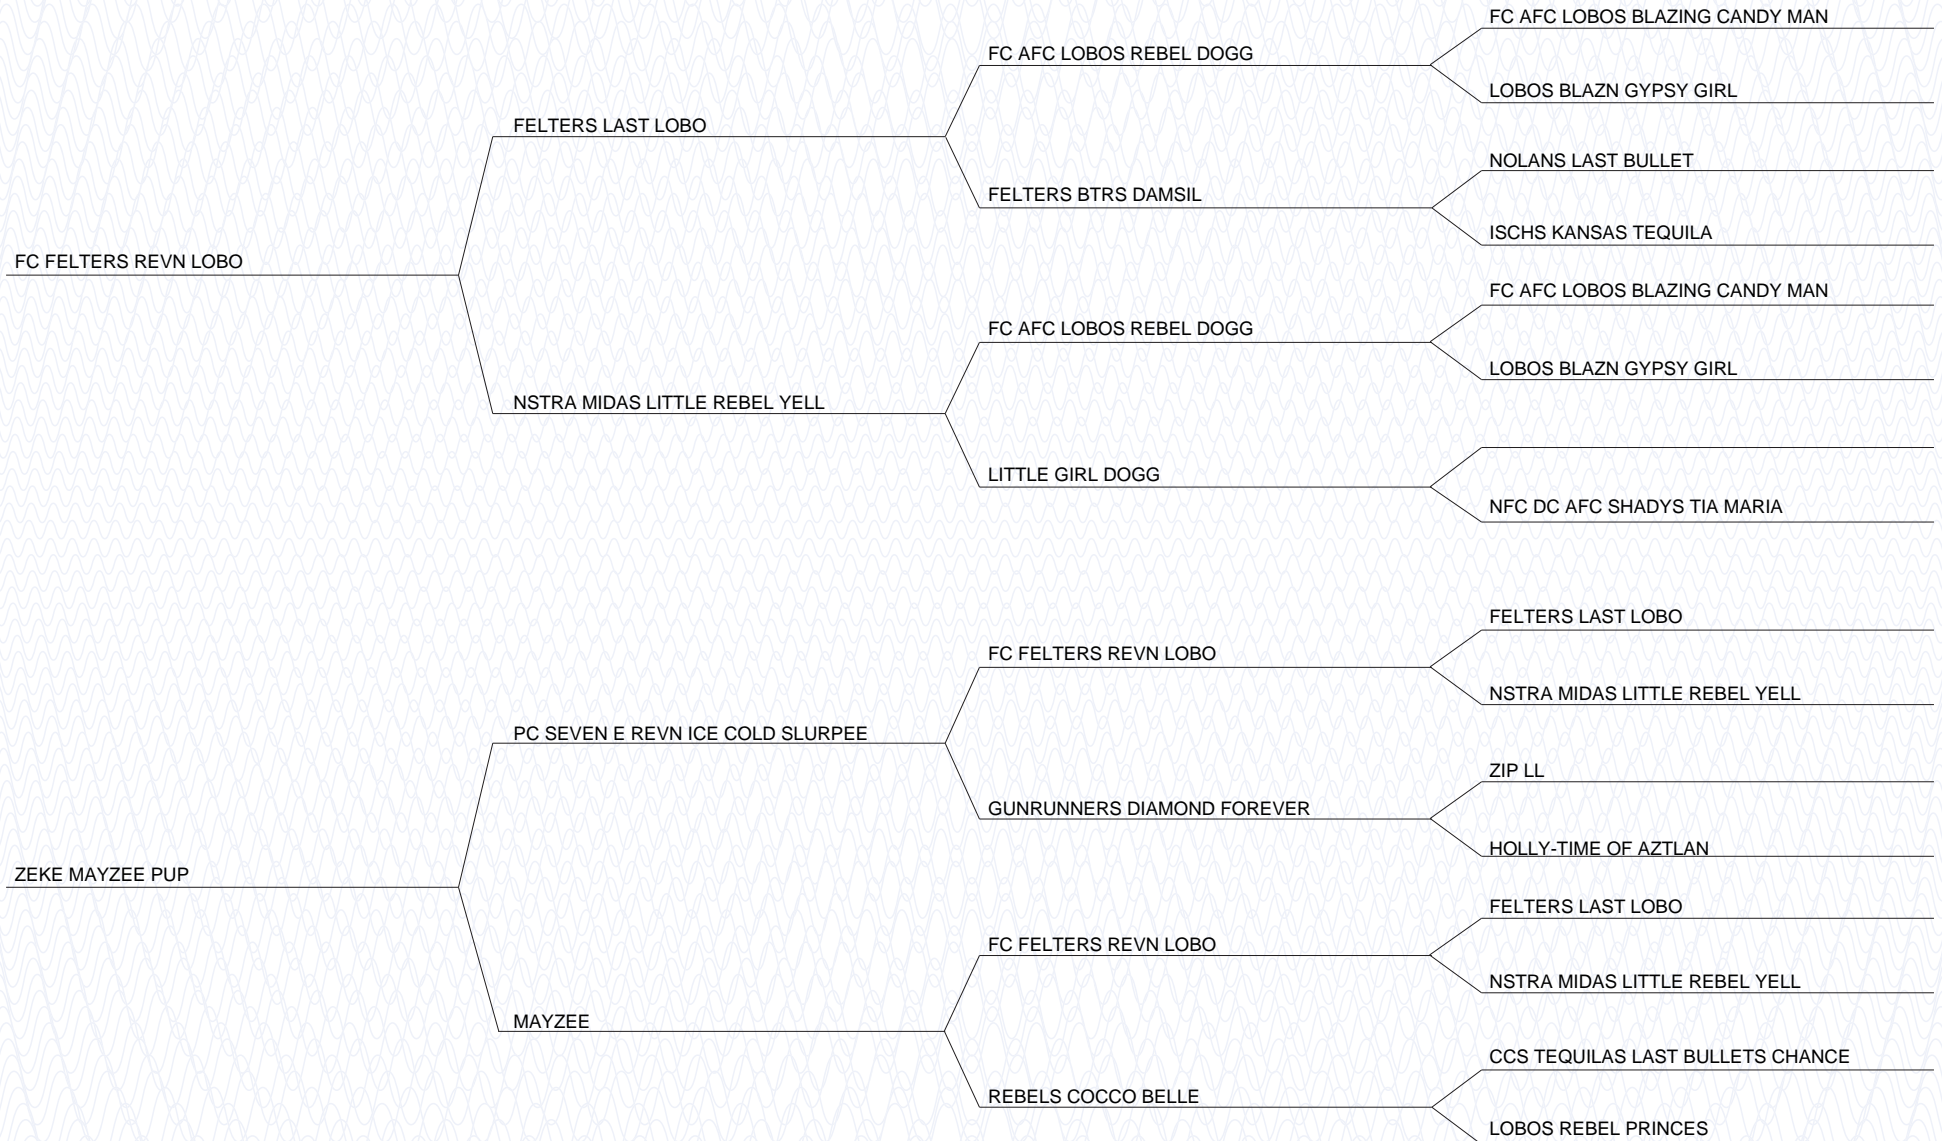 FC AFC LOBOS BLAZING CANDY MAN
FC AFC LOBOS REBEL DOGG
LOBOS BLAZN GYPSY GIRL
FELTERS LAST LOBO
NOLANS LAST BULLET
FELTERS BTRS DAMSIL
ISCHS KANSAS TEQUILA
FC FELTERS REVN LOBO
FC AFC LOBOS BLAZING CANDY MAN
FC AFC LOBOS REBEL DOGG
LOBOS BLAZN GYPSY GIRL
NSTRA MIDAS LITTLE REBEL YELL
LITTLE GIRL DOGG
NFC DC AFC SHADYS TIA MARIA
FELTERS LAST LOBO
FC FELTERS REVN LOBO
NSTRA MIDAS LITTLE REBEL YELL
PC SEVEN E REVN ICE COLD SLURPEE
ZIP LL
GUNRUNNERS DIAMOND FOREVER
HOLLY-TIME OF AZTLAN
ZEKE MAYZEE PUP
FELTERS LAST LOBO
FC FELTERS REVN LOBO
NSTRA MIDAS LITTLE REBEL YELL
MAYZEE
CCS TEQUILAS LAST BULLETS CHANCE
REBELS COCCO BELLE
LOBOS REBEL PRINCES